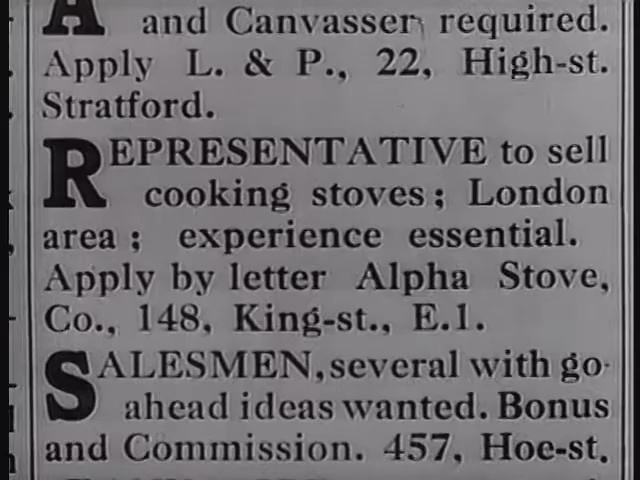 A and Canvasser required.
Apply L. & P., 22, High-st.
Stratford.
REPRESENTATIVE to sell
cooking stoves; London
area; experience essential.
Apply by letter Alpha Stove,
Co., 148, King-st., E.1.
SALESMEN, several with go-
ahead ideas wanted. Bonus
and Commission. 457, Hoe-st.